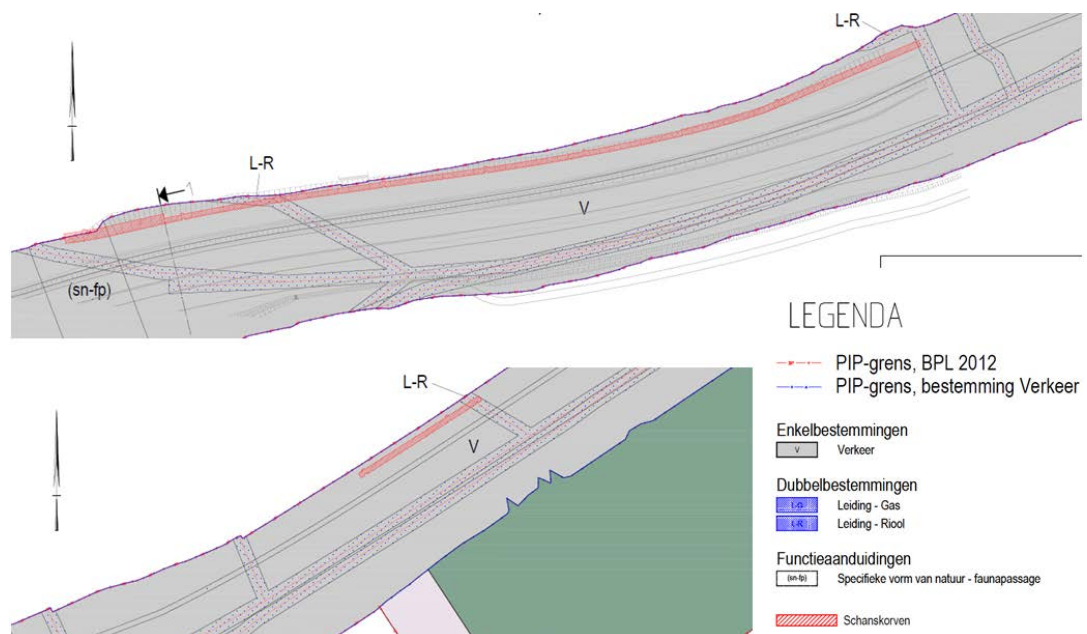 L-R
L-R
1
V
(sn-fp)
LEGENDA
PIP-grens, BPL 2012
PIP-grens, bestemming Verkeer
L-R
V
Enkelbestemmingen
V Verkeer
Dubbelbestemmingen
L-G Leiding - Gas
L-R Leiding - Riool
Functieaanduidingen
(sn-fp) Specifieke vorm van natuur - faunapassage
Schanskorven